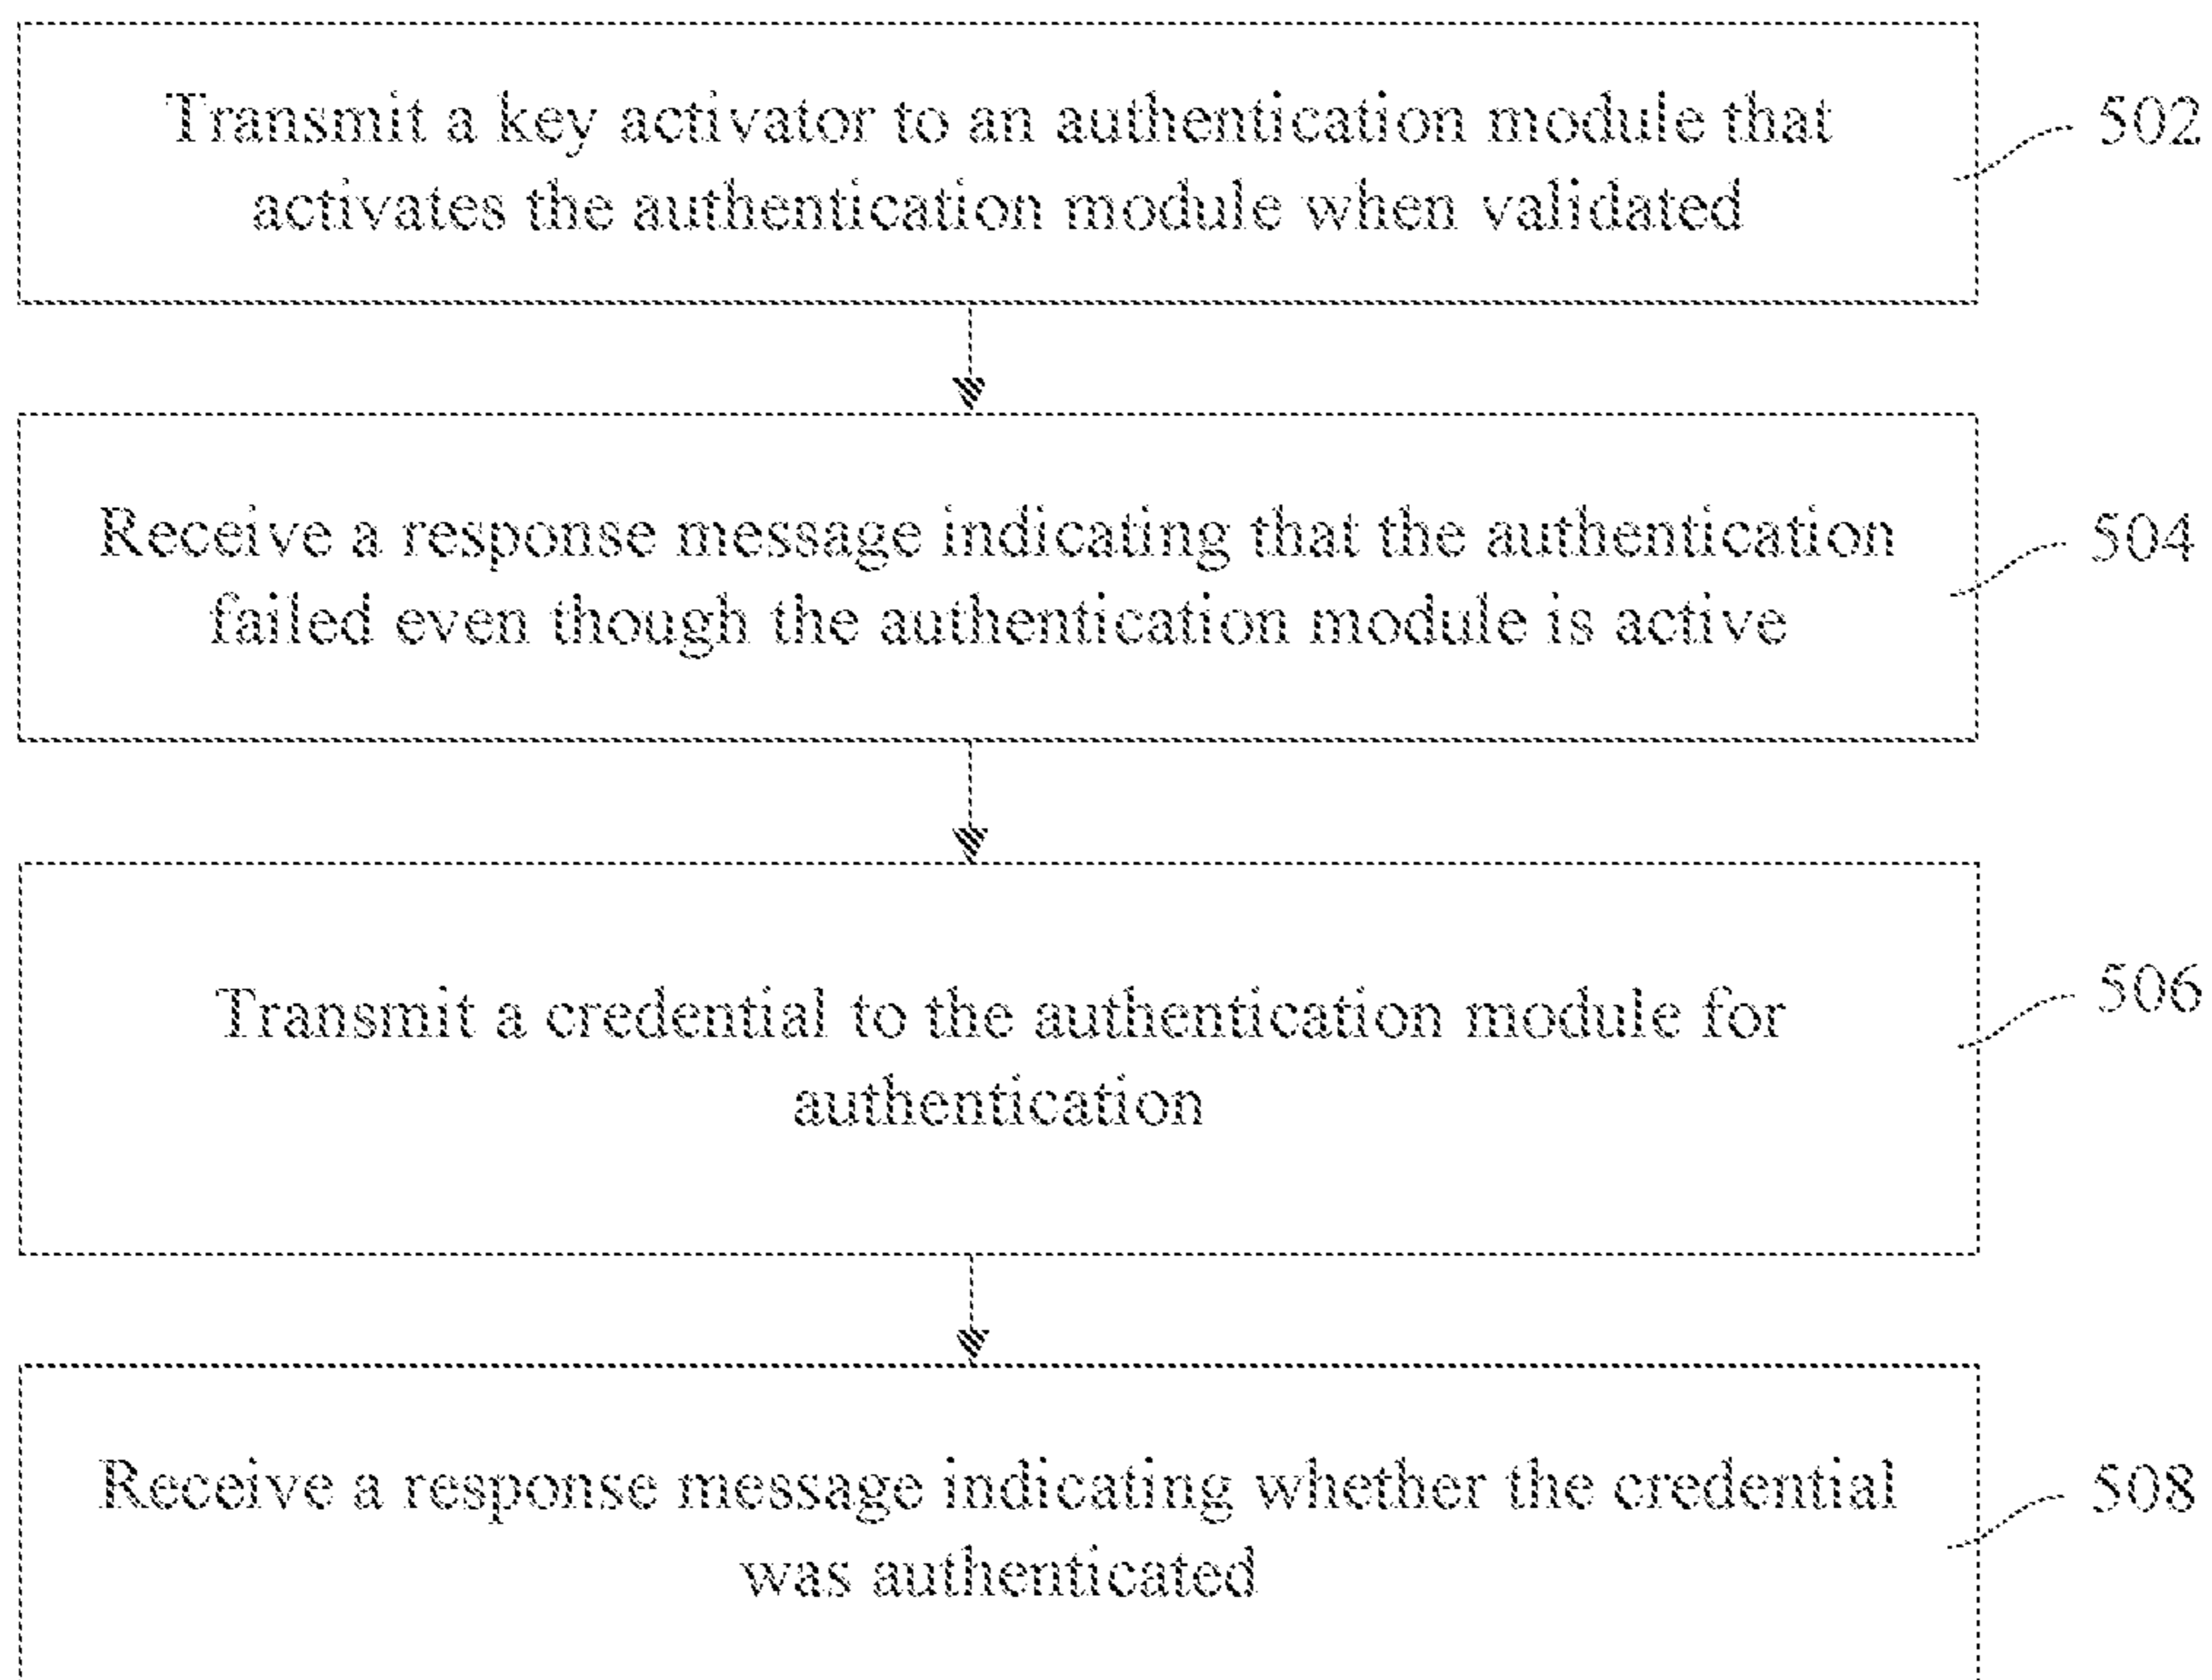 Transmit a key activator to an authentication module that
activates the authentication module when validated
502
Receive a response message indicating that the authentication
failed even though the authentication module is active
504
Transmit a credential to the authentication module for
authentication
506
Receive a response message indicating whether the credential
was authenticated
508